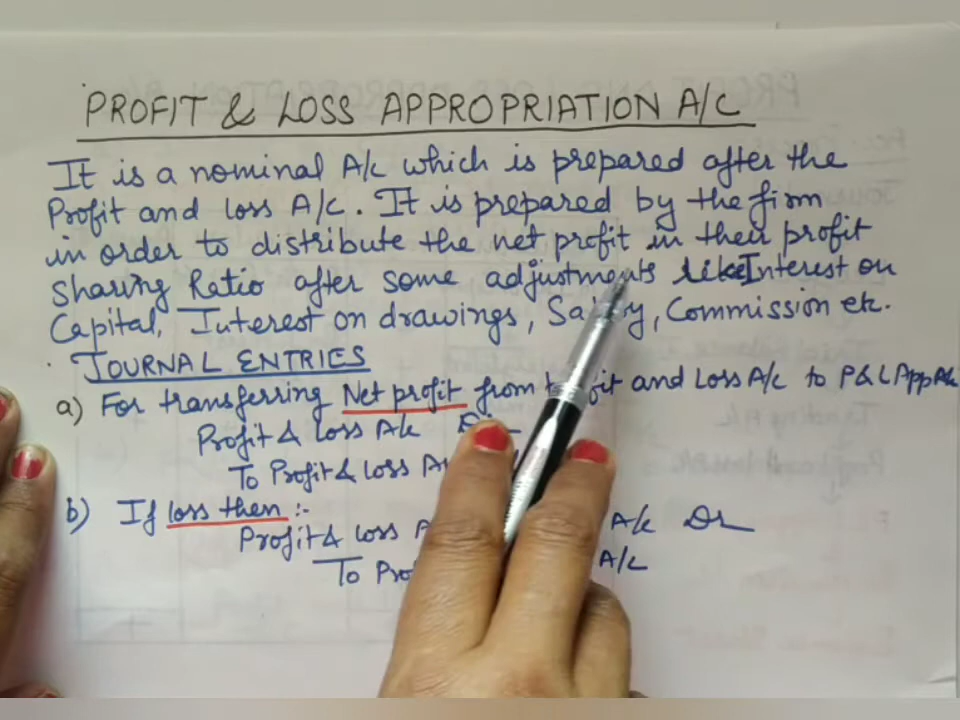 PROFIT & LOSS APPROPRIATION A/C
It is a nominal A/c which is prepared after the
Profit and loss A/c. It is prepared by the firm
in order to distribute the net profit in their profit
Sharing Ratio after some adjustments like Interest on
Capital, Interest on drawings, Salary, Commission etc.
JOURNAL ENTRIES
a) For transferring Net profit from Profit and Loss A/c to P & L App A/c
Profit & loss A/c Dr
To Profit & loss
b) If loss then :-
Profit & loss A/c Dr
To A/c